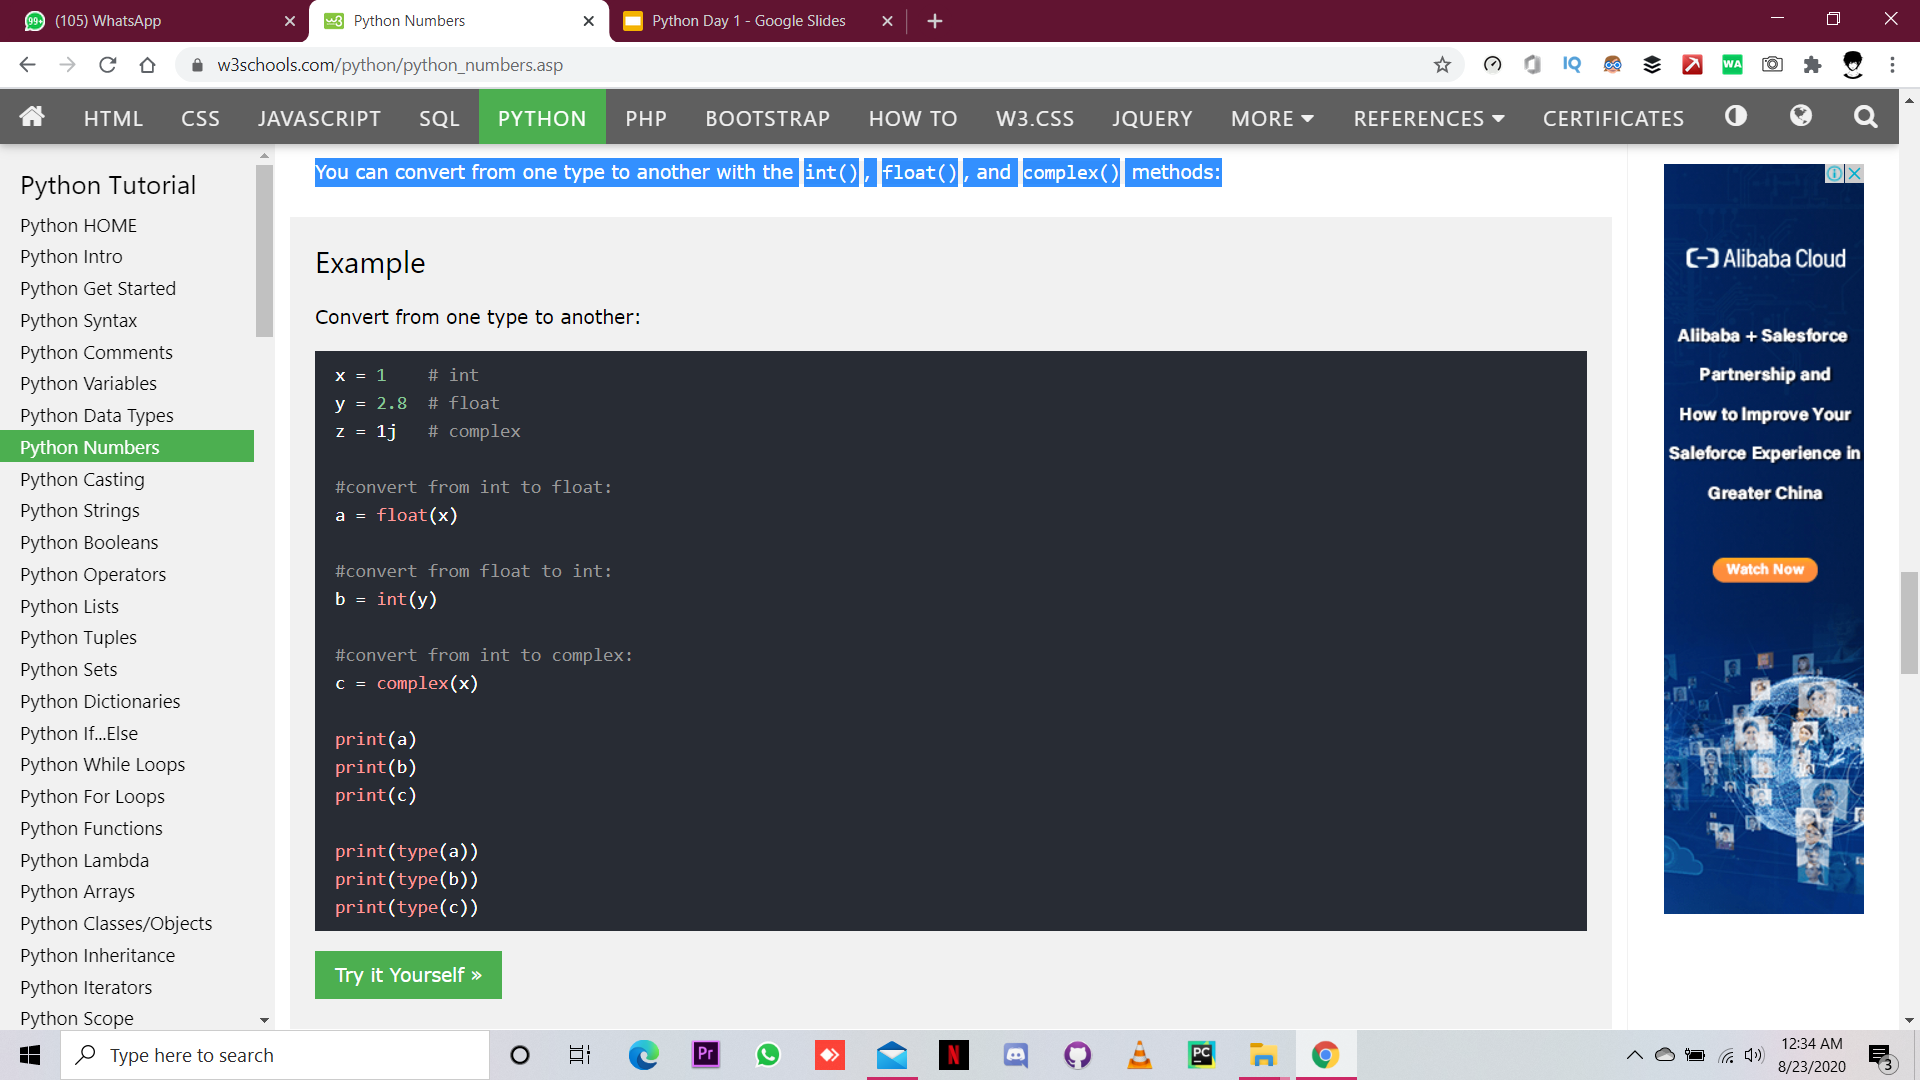 (105) WhatsApp
Python Numbers
Python Day 1 - Google Slides
w3schools.com/python/python_numbers.asp
HTML CSS JAVASCRIPT SQL PYTHON PHP BOOTSTRAP HOW TO W3.CSS JQUERY MORE REFERENCES CERTIFICATES
Python Tutorial
Python HOME
Python Intro
Python Get Started
Python Syntax
Python Comments
Python Variables
Python Data Types
Python Numbers
Python Casting
Python Strings
Python Booleans
Python Operators
Python Lists
Python Tuples
Python Sets
Python Dictionaries
Python If...Else
Python While Loops
Python For Loops
Python Functions
Python Lambda
Python Arrays
Python Classes/Objects
Python Inheritance
Python Iterators
Python Scope
You can convert from one type to another with the int(), float(), and complex() methods:
Example
Convert from one type to another:
x = 1    # int
y = 2.8  # float
z = 1j   # complex
#convert from int to float:
a = float(x)
#convert from float to int:
b = int(y)
#convert from int to complex:
c = complex(x)
print(a)
print(b)
print(c)
print(type(a))
print(type(b))
print(type(c))
Try it Yourself »
Alibaba Cloud
Alibaba + Salesforce
Partnership and
How to Improve Your
Saleforce Experience in
Greater China
Watch Now
Type here to search
12:34 AM
8/23/2020
99+
IQ
WA
Pr
N
PC
3